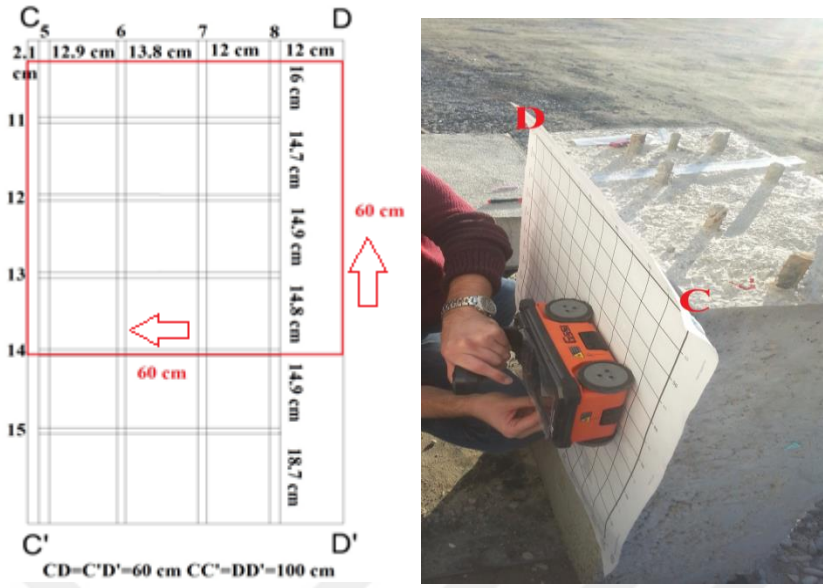 C
D
5
6
7
8
2.1 cm
12.9 cm
13.8 cm
12 cm
12 cm
16 cm
11
14.7 cm
12
14.9 cm
60 cm
13
14.8 cm
14
60 cm
14.9 cm
15
18.7 cm
C'
D'
CD=C'D'=60 cm CC'=DD'=100 cm
D
C